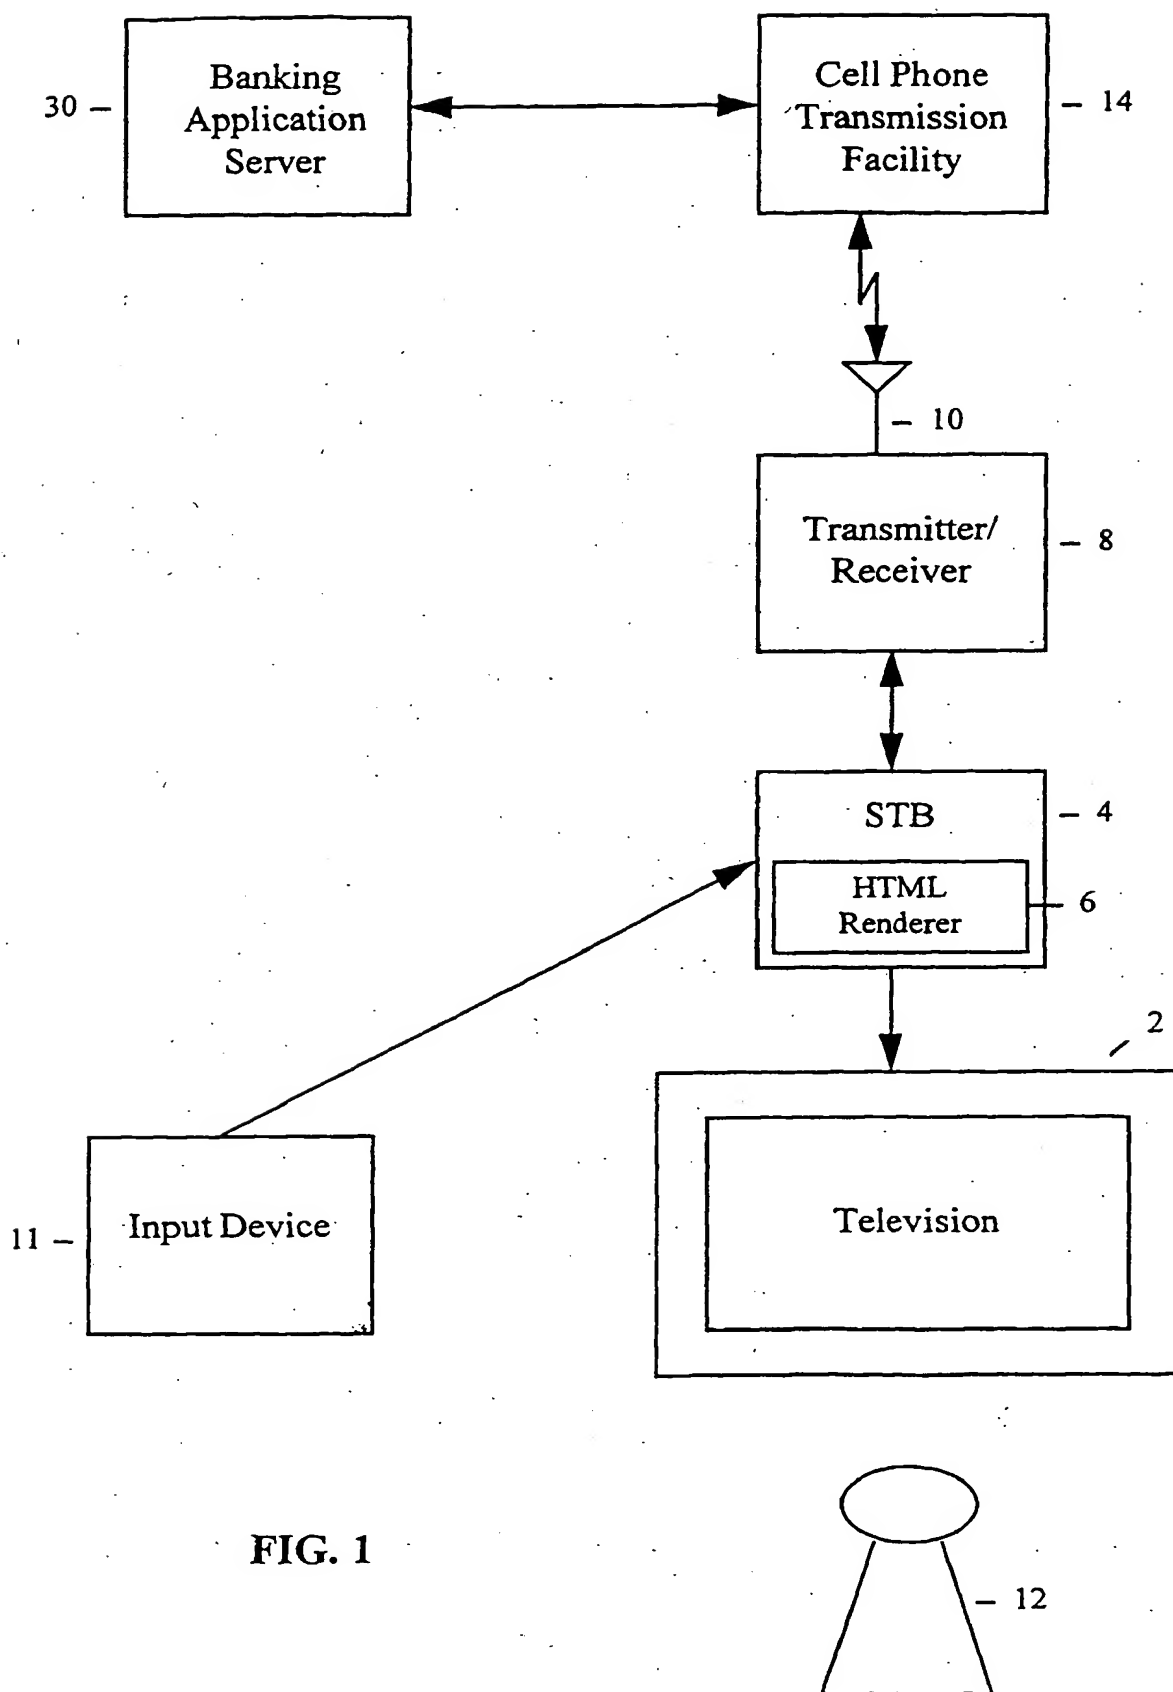 Banking
Application
Server
30
Cell Phone
Transmission
Facility
14
10
Transmitter/
Receiver
8
STB
4
HTML
Renderer
6
2
Television
Input Device
11
FIG. 1
12